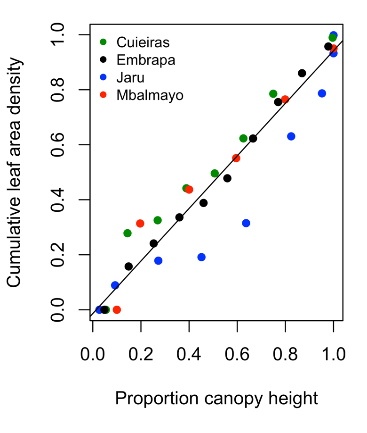 Cuieiras
Embrapa
Jaru
Mbalmayo
Cumulative leaf area density
1.0
0.8
0.6
0.4
0.2
0.0
0.0 0.2 0.4 0.6 0.8 1.0
Proportion canopy height